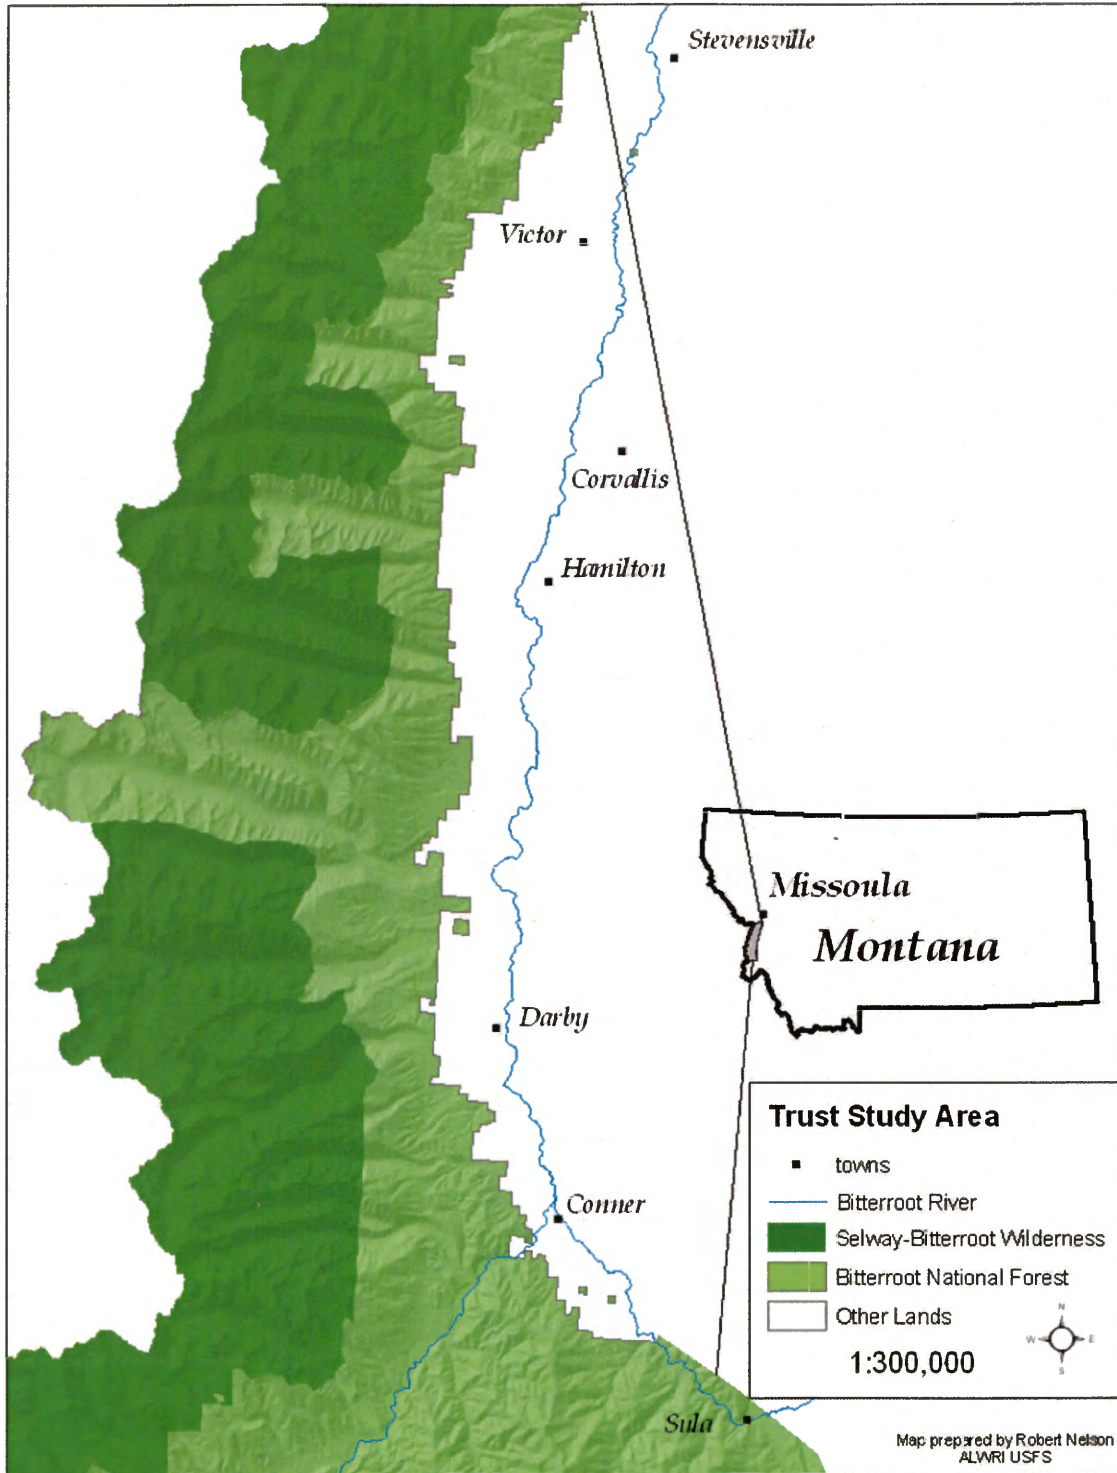 Stevensville
Victor
Corvallis
Hamilton
Missoula
Montana
Darby
Trust Study Area
towns
Bitterroot River
Selway-Bitterroot Wilderness
Bitterroot National Forest
Other Lands
N
W E
S
1:300,000
Conner
Sula
Map prepared by Robert Nelson
ALWRI USFS